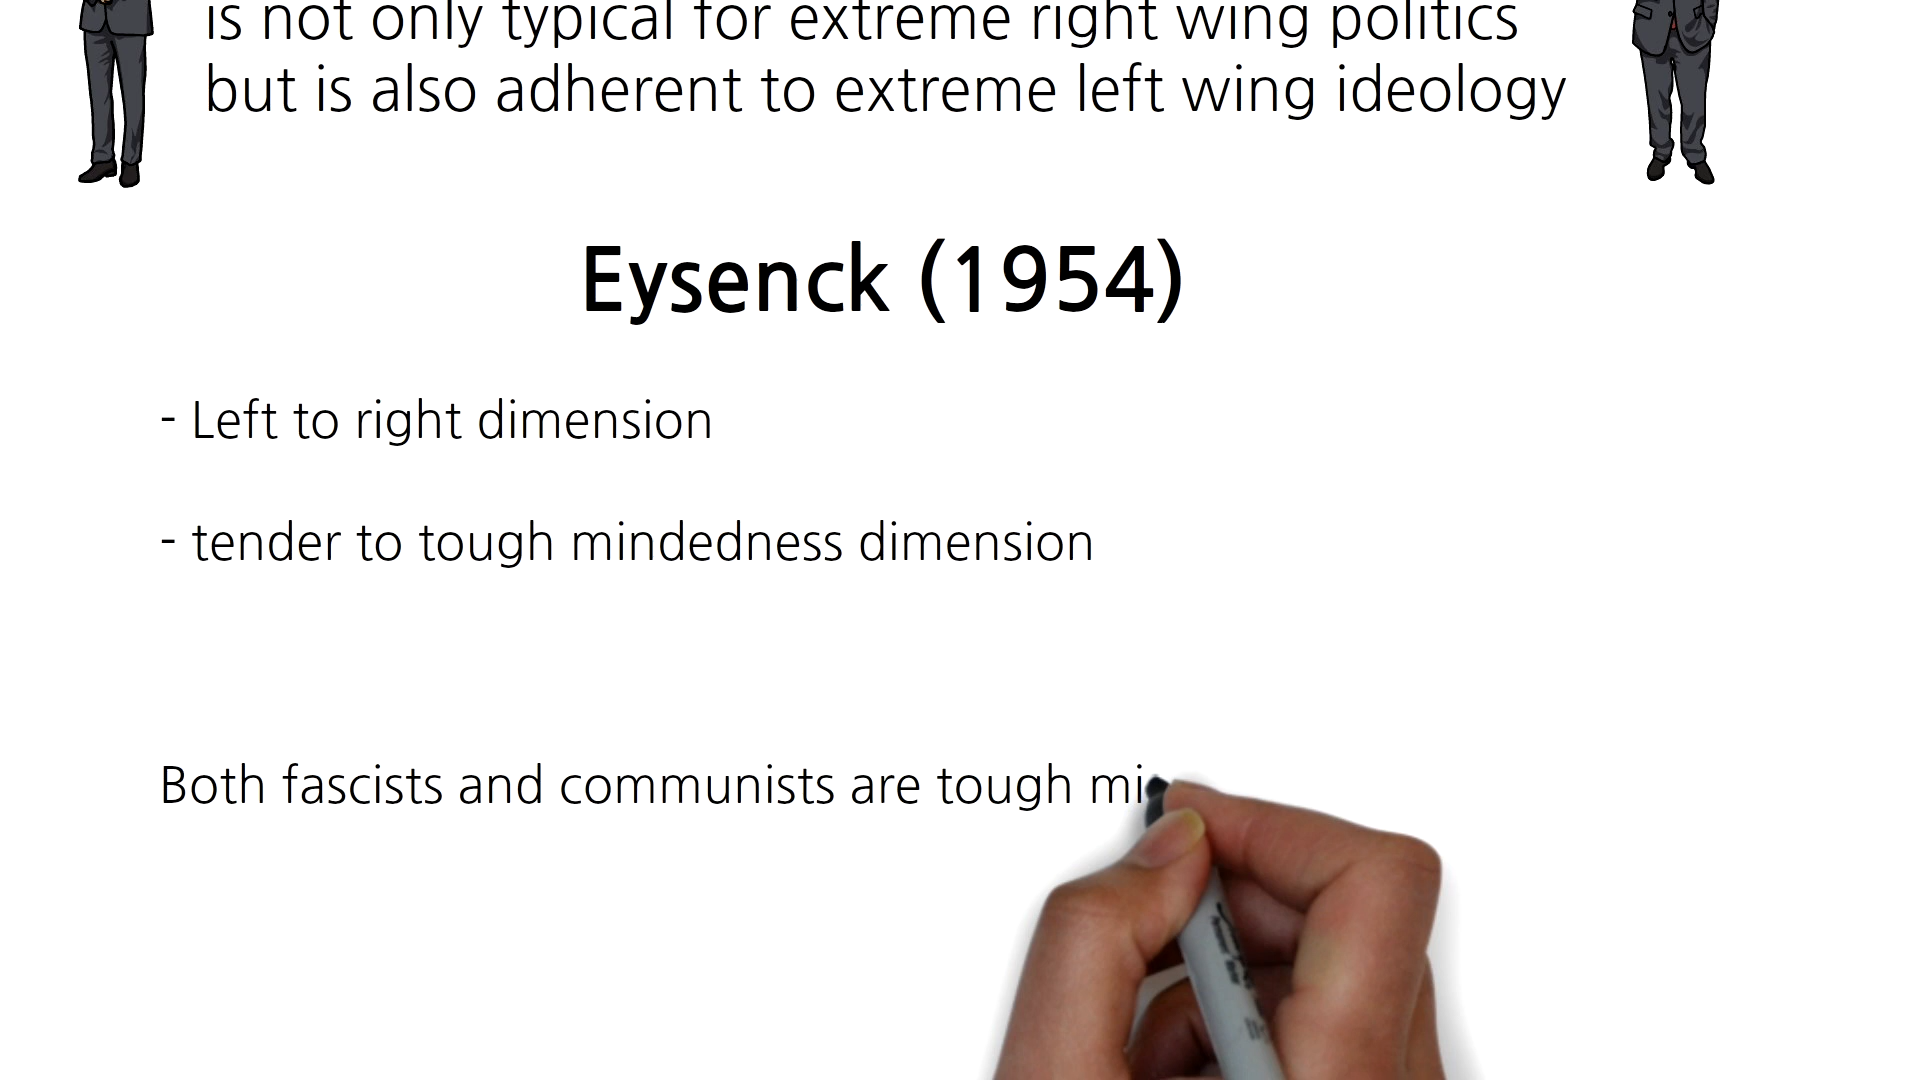 is not only typical for extreme right wing politics
but is also adherent to extreme left wing ideology
Eysenck (1954)
- Left to right dimension
- tender to tough mindedness dimension
Both fascists and communists are tough mi